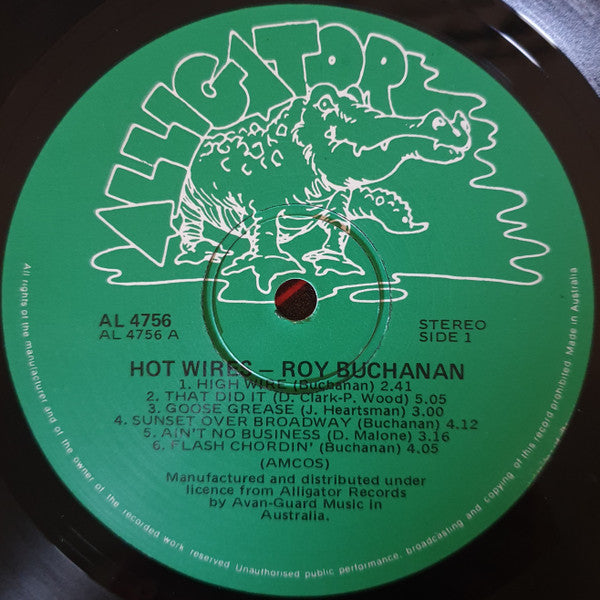 ALLIGATOR
AL 4756
AL 4756 A
STEREO
SIDE 1
HOT WIRES – ROY BUCHANAN
1. HIGH WIRE (Buchanan) 2.41
2. THAT DID IT (D. Clark-P. Wood) 5.05
3. GOOSE GREASE (J. Heartsman) 3.00
4. SUNSET OVER BROADWAY (Buchanan) 4.12
5. AIN'T NO BUSINESS (D. Malone) 3.16
6. FLASH CHORDIN' (Buchanan) 4.05
(AMCOS)
Manufactured and distributed under
licence from Alligator Records
by Avan-Guard Music in
Australia.
All rights of the manufacturer and of the owner of the recorded work reserved Unauthorised public performance, broadcasting and copying of this record prohibited. Made in Australia